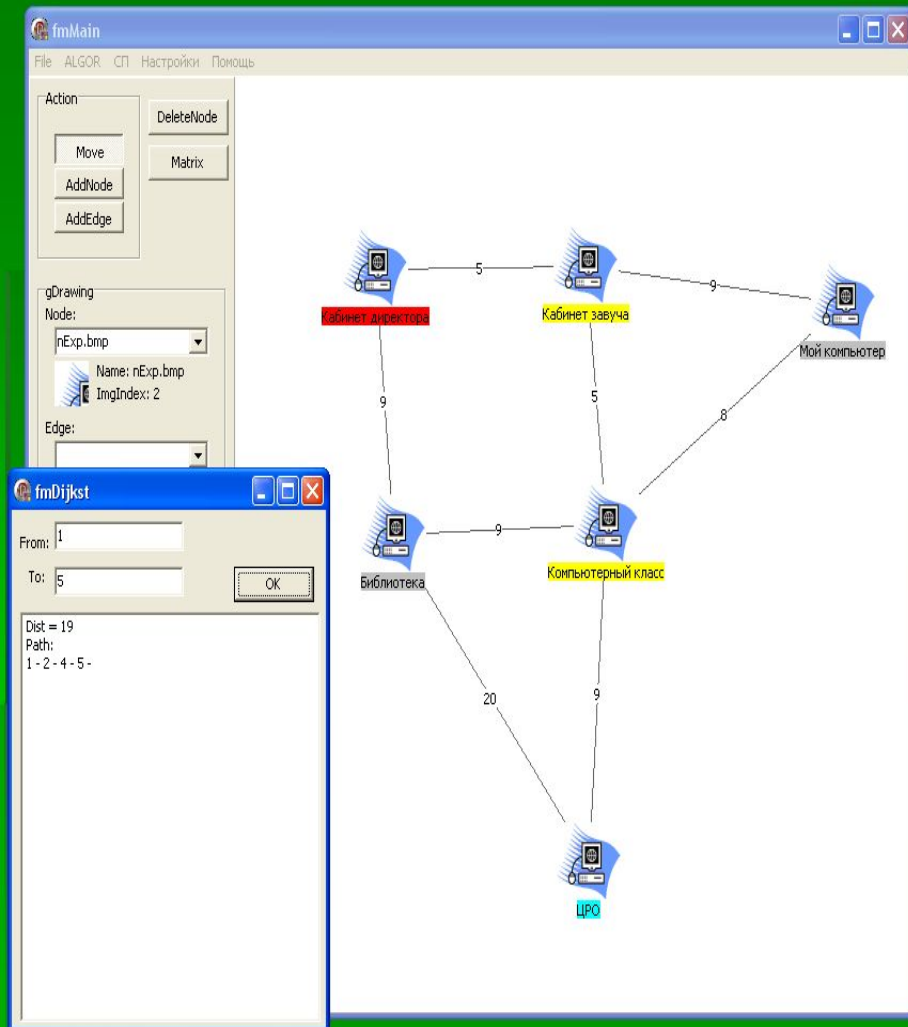 fmMain
File ALGOR СП Настройки Помощь
Action
Move
AddNode
AddEdge
DeleteNode
Matrix
gDrawing
Node:
nExp.bmp
Name: nExp.bmp
ImgIndex: 2
Edge:
fmDijkst
From: 1
To: 5
OK
Dist = 19
Path:
1 - 2 - 4 - 5 -
5
9
Кабинет директора
Кабинет завуча
Мой компьютер
9
5
8
9
Библиотека
Компьютерный класс
20
9
ЦРО